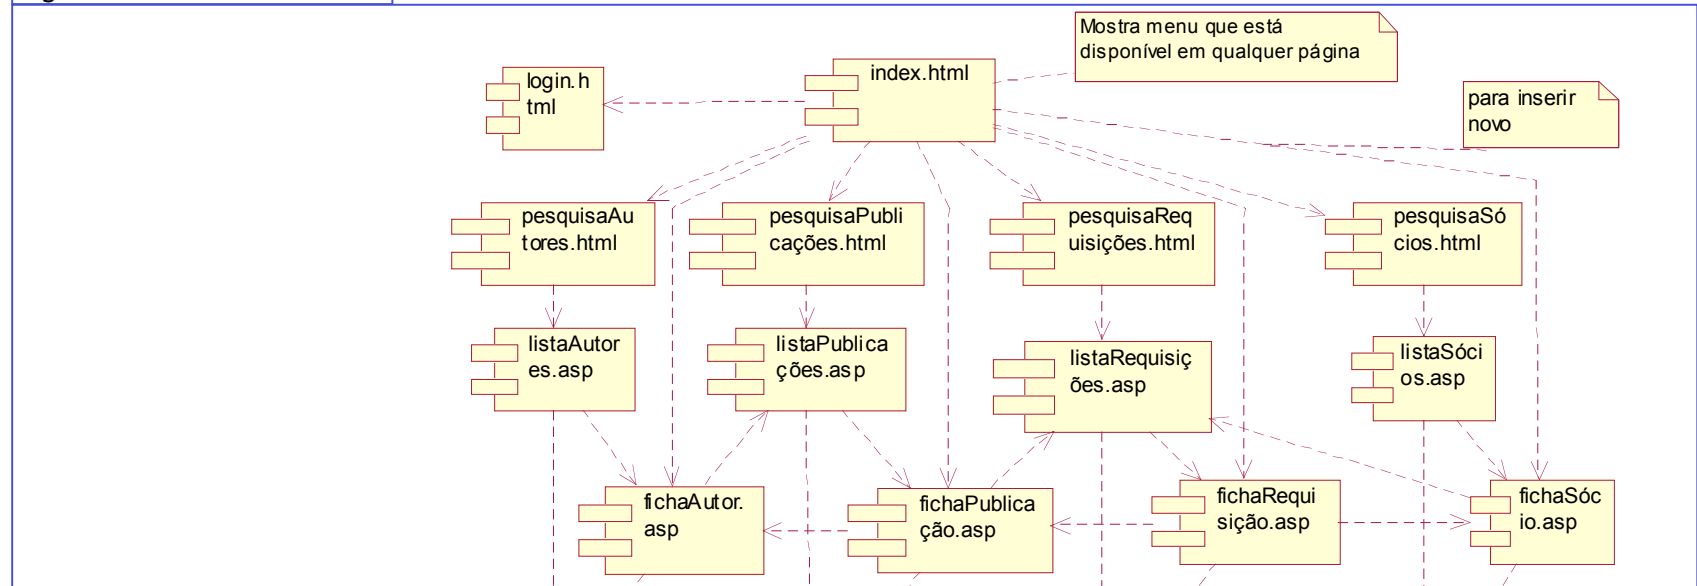 Mostra menu que está
disponível em qualquer página
index.html
login.h
tml
para inserir
novo
pesquisaAu
tores.html
pesquisaPubli
cações.html
pesquisaReq
uisições.html
pesquisaSó
cios.html
listaAutor
es.asp
listaPublica
ções.asp
listaRequisiç
ões.asp
listaSóci
os.asp
fichaAutor.
asp
fichaPublica
ção.asp
fichaRequi
sição.asp
fichaSóc
io.asp